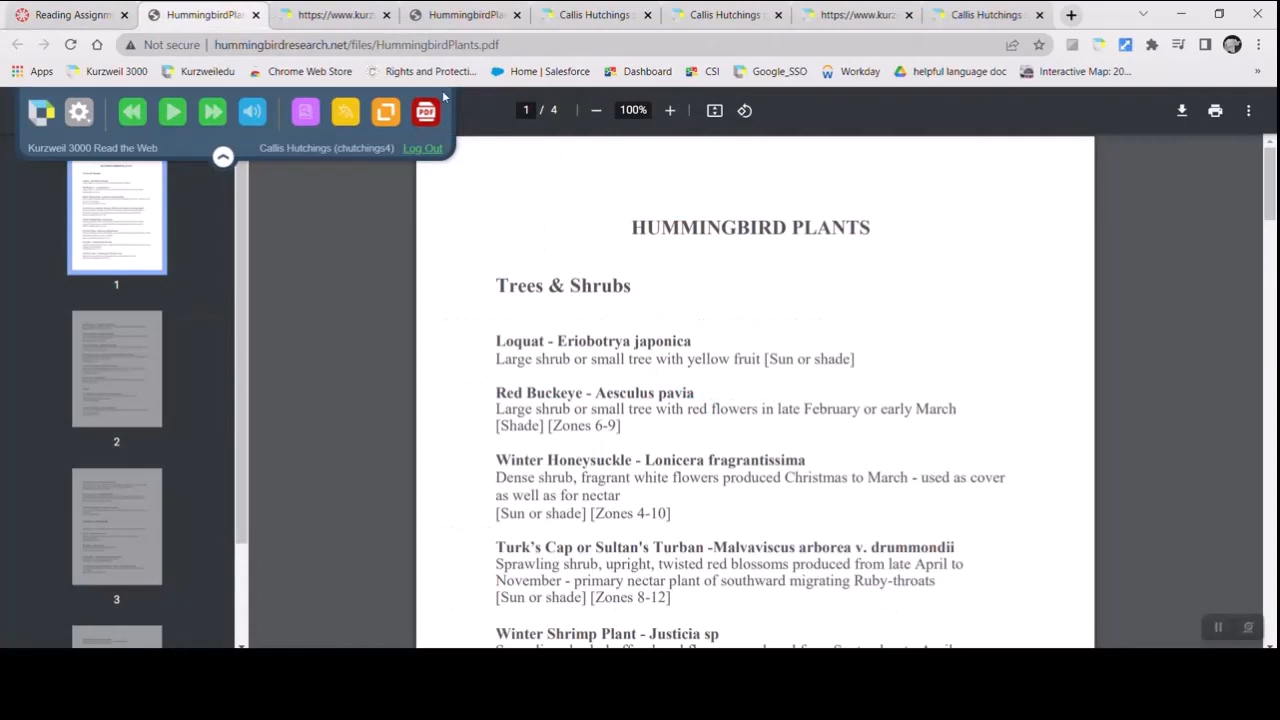 Reading Assignm
HummingbirdPla
https://www.kurz
HummingbirdPla
Callis Hutchings
Callis Hutchings
https://www.kurz
Callis Hutchings
Not secure | hummingbirdresearch.net/files/HummingbirdPlants.pdf
Apps Kurzweil 3000 Kurzweiledu Chrome Web Store Rights and Protecti... Home | Salesforce Dashboard CSI Google_SSO Workday helpful language doc Interactive Map: 20... »
PDF
1 / 4 100%
Kurzweil 3000 Read the Web Callis Hutchings (chutchings4) Log Out
1
2
3
HUMMINGBIRD PLANTS
Trees & Shrubs
Loquat - Eriobotrya japonica
Large shrub or small tree with yellow fruit [Sun or shade]
Red Buckeye - Aesculus pavia
Large shrub or small tree with red flowers in late February or early March
[Shade] [Zones 6-9]
Winter Honeysuckle - Lonicera fragrantissima
Dense shrub, fragrant white flowers produced Christmas to March - used as cover
as well as for nectar
[Sun or shade] [Zones 4-10]
Turk's Cap or Sultan's Turban -Malvaviscus arborea v. drummondii
Sprawling shrub, upright, twisted red blossoms produced from late April to
November - primary nectar plant of southward migrating Ruby-throats
[Sun or shade] [Zones 8-12]
Winter Shrimp Plant - Justicia sp